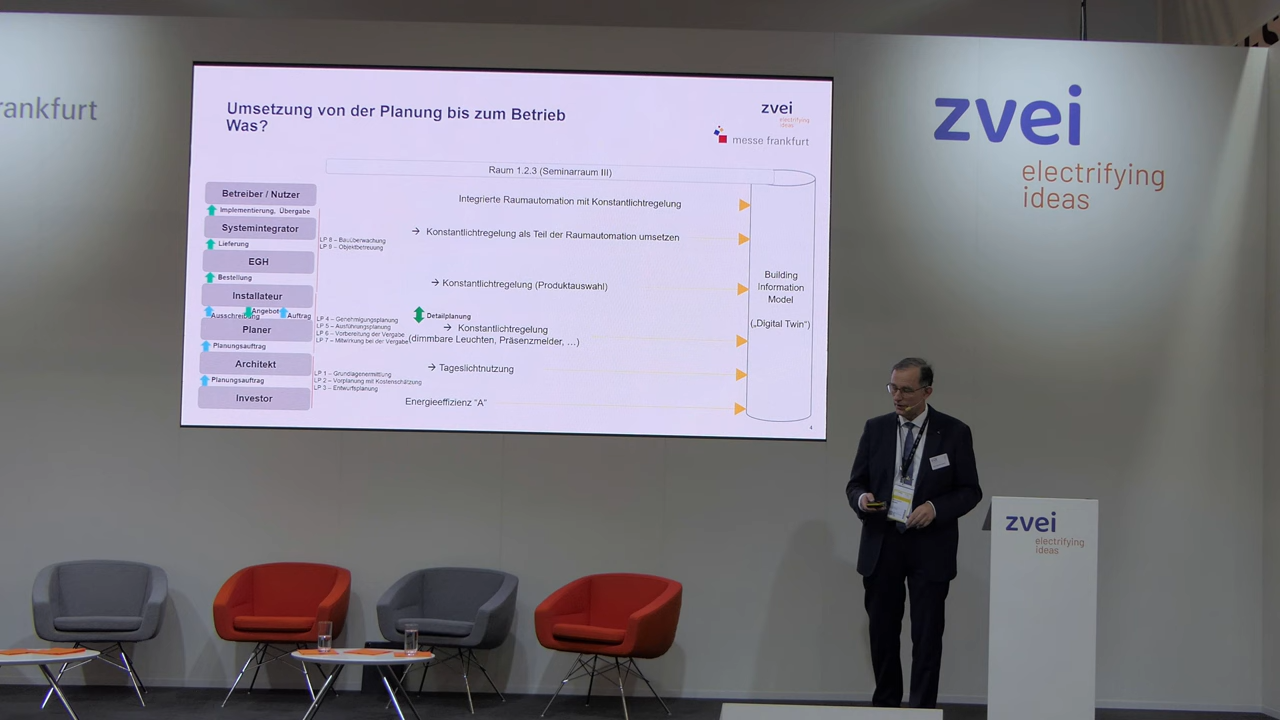 rankfurt
Umsetzung von der Planung bis zum Betrieb
Was?
zvei
electrifying
ideas
messe frankfurt
Raum 1.2.3 (Seminarraum III)
Betreiber / Nutzer
Implementierung, Übergabe
Systemintegrator
Lieferung
EGH
Bestellung
Installateur
Ausschreibung
Angebot
Auftrag
Planer
Planungsauftrag
Architekt
Planungsauftrag
Investor
LP 8 – Bauüberwachung
LP 9 – Objektbetreuung
LP 4 – Genehmigungsplanung
LP 5 – Ausführungsplanung
LP 6 – Vorbereitung der Vergabe
LP 7 – Mitwirkung bei der Vergabe
LP 1 – Grundlagenermittlung
LP 2 – Vorplanung mit Kostenschätzung
LP 3 – Entwurfsplanung
Integrierte Raumautomation mit Konstantlichtregelung
→ Konstantlichtregelung als Teil der Raumautomation umsetzen
→ Konstantlichtregelung (Produktauswahl)
Detailplanung
→ Konstantlichtregelung
(dimmbare Leuchten, Präsenzmelder, …)
→ Tageslichtnutzung
Energieeffizienz "A"
Building
Information
Model
(„Digital Twin")
4
zvei
electrifying
ideas
zvei
electrifying
ideas